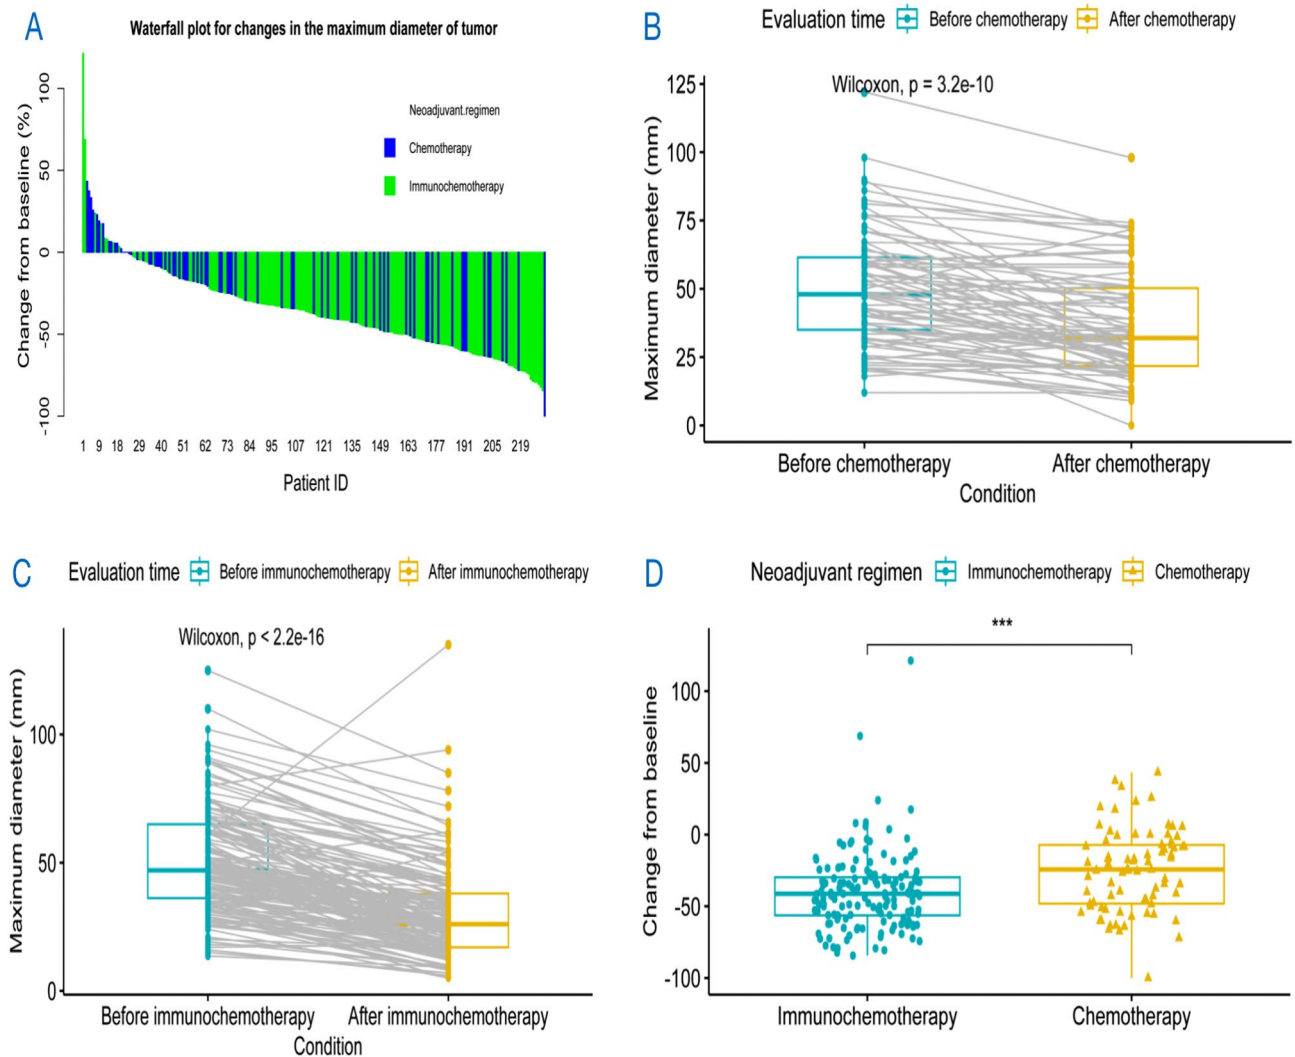 A
Waterfall plot for changes in the maximum diameter of tumor
Change from baseline (%)
100
50
0
-50
-100
Neoadjuvant.regimen
Chemotherapy
Immunochemotherapy
1 9 18 29 40 51 62 73 84 95 107 121 135 149 163 177 191 205 219
Patient ID
B
Evaluation time Before chemotherapy After chemotherapy
Wilcoxon, p = 3.2e-10
Maximum diameter (mm)
125
100
75
50
25
0
Before chemotherapy After chemotherapy
Condition
C
Evaluation time Before immunochemotherapy After immunochemotherapy
Wilcoxon, p < 2.2e-16
Maximum diameter (mm)
100
50
0
Before immunochemotherapy After immunochemotherapy
Condition
D
Neoadjuvant regimen Immunochemotherapy Chemotherapy
***
Change from baseline
100
50
0
-50
-100
Immunochemotherapy Chemotherapy